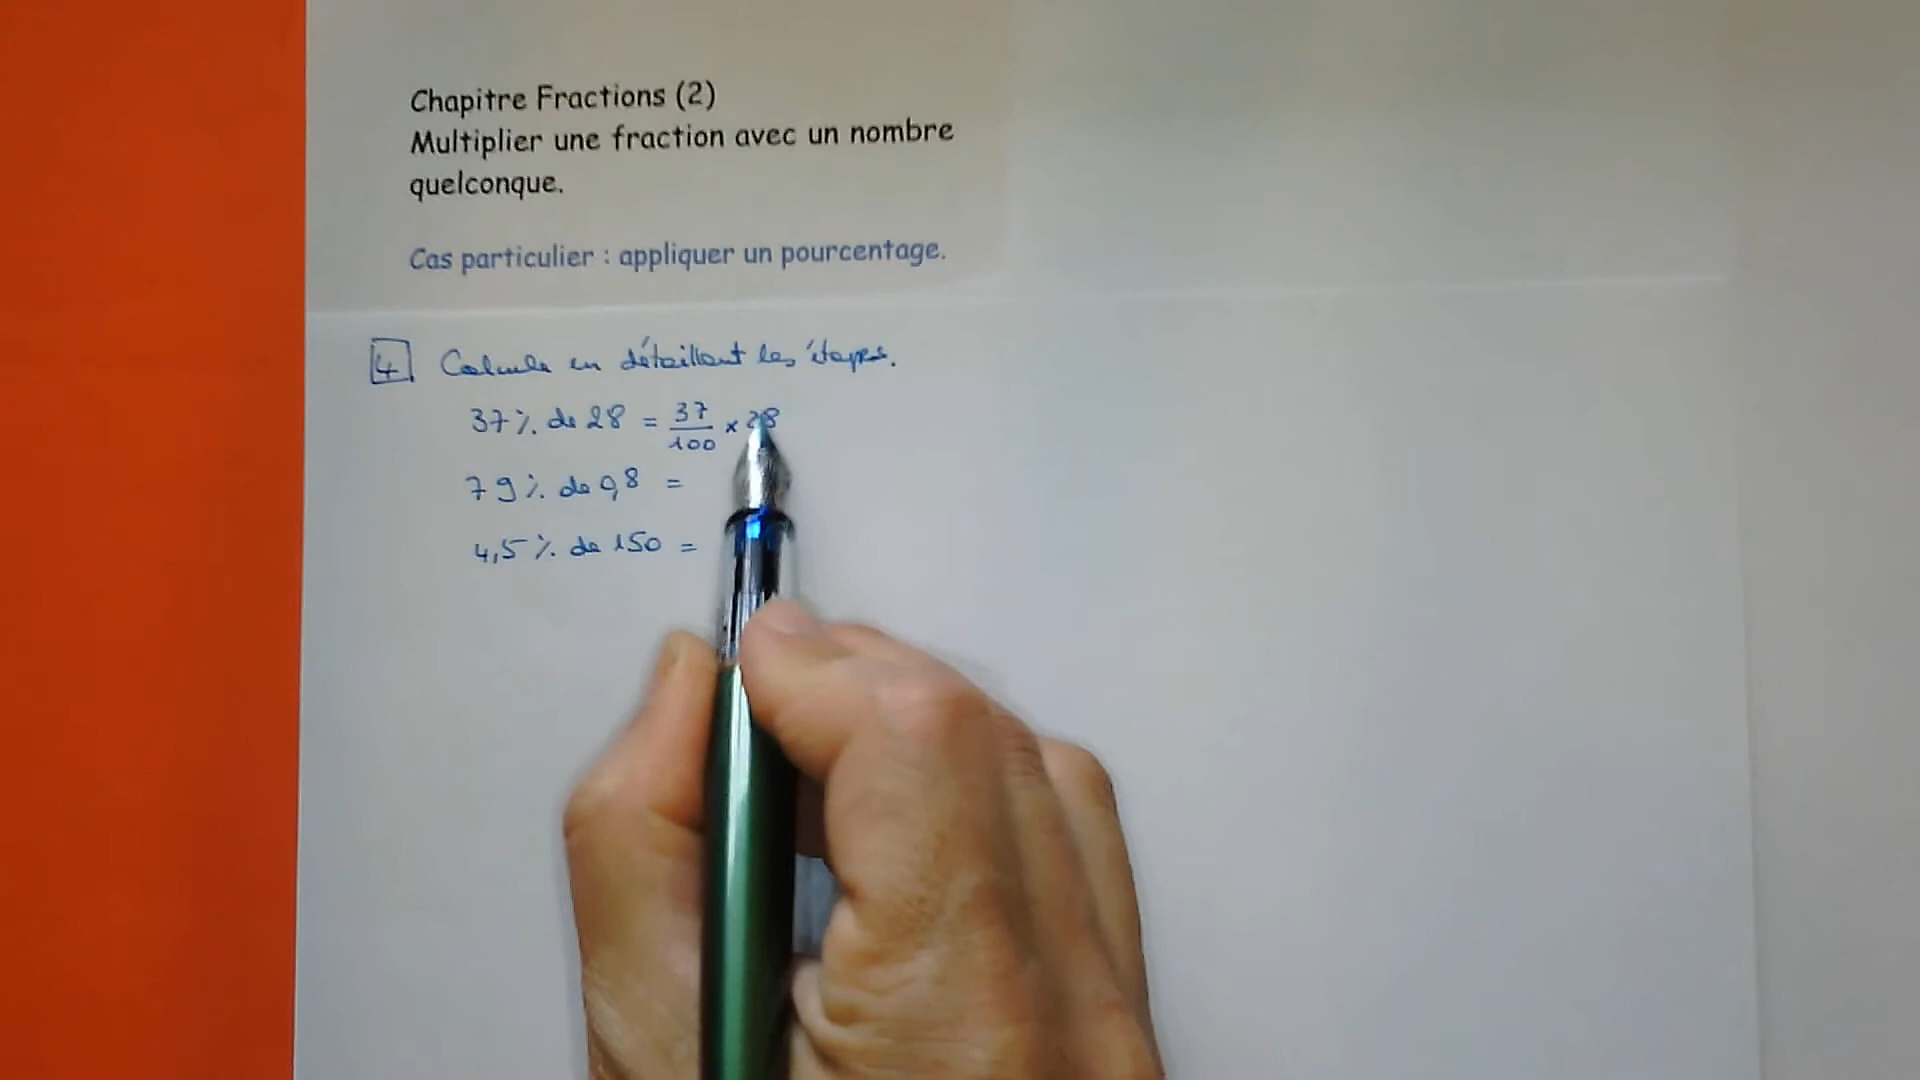 Chapitre Fractions (2)
Multiplier une fraction avec un nombre
quelconque.
Cas particulier : appliquer un pourcentage.
4 Calcule en détaillant les étapes.
37 % de 28 = 37/100 × 28
79 % de 0,8 =
4,5 % de 150 =